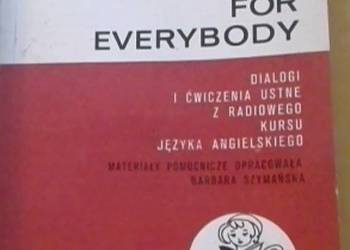 FOR
EVERYBODY
DIALOGI
I ĆWICZENIA USTNE
Z RADIOWEGO
KURSU
JĘZYKA ANGIELSKIEGO
MATERIAŁY POMOCNICZE OPRACOWAŁA
BARBARA SZYMAŃSKA